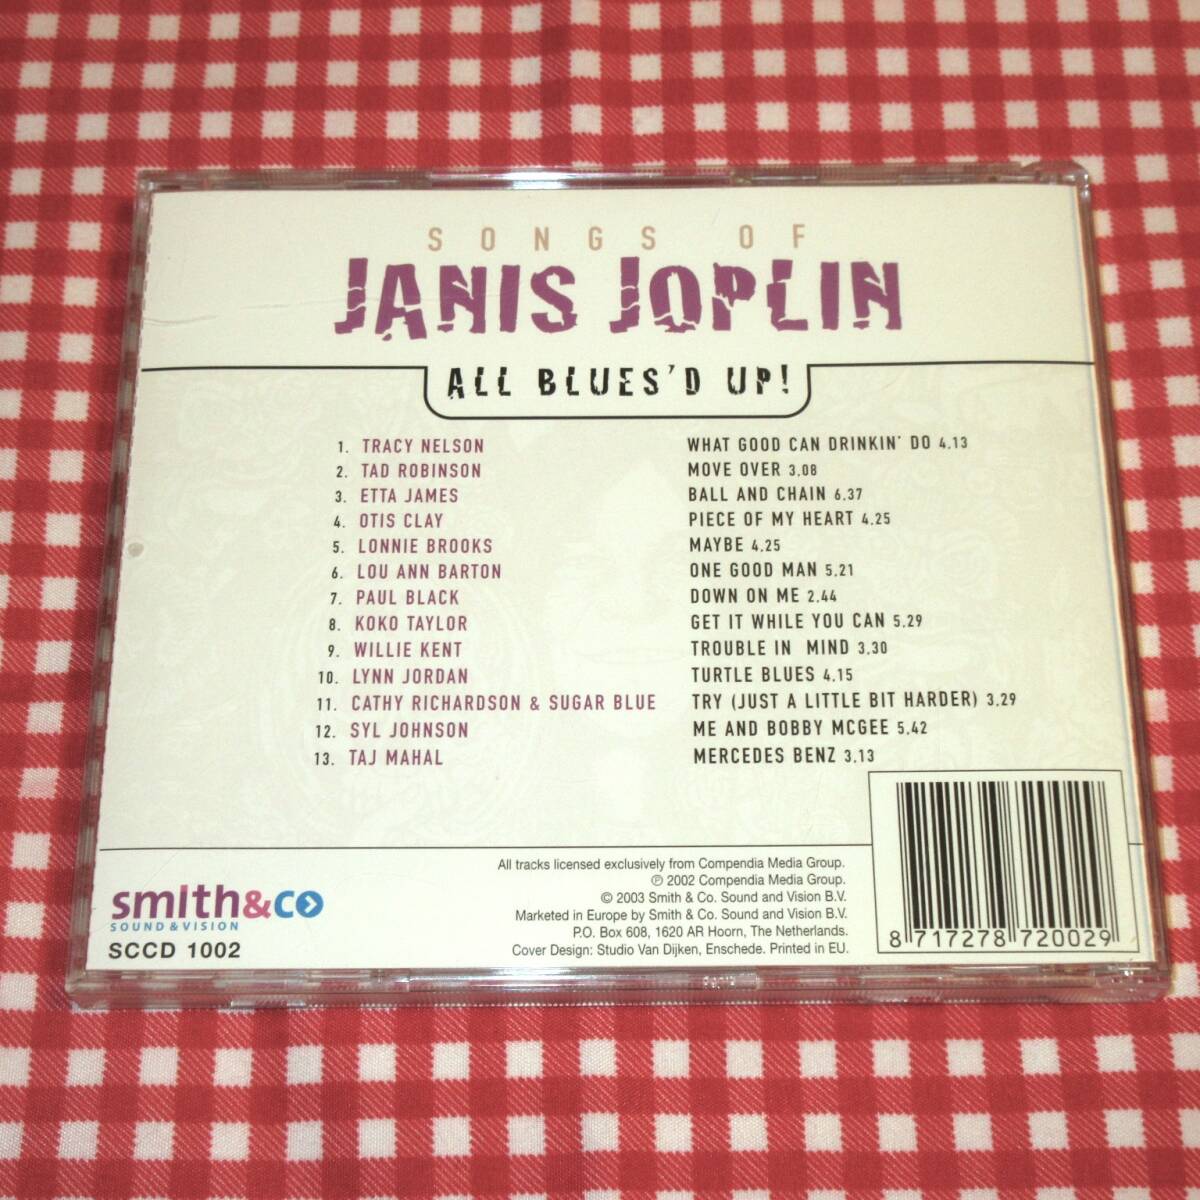 SONGS OF
JANIS JOPLIN
ALL BLUES'D UP!
1. TRACY NELSON WHAT GOOD CAN DRINKIN' DO 4.13
2. TAD ROBINSON MOVE OVER 3.08
3. ETTA JAMES BALL AND CHAIN 6.37
4. OTIS CLAY PIECE OF MY HEART 4.25
5. LONNIE BROOKS MAYBE 4.25
6. LOU ANN BARTON ONE GOOD MAN 5.21
7. PAUL BLACK DOWN ON ME 2.44
8. KOKO TAYLOR GET IT WHILE YOU CAN 5.29
9. WILLIE KENT TROUBLE IN MIND 3.30
10. LYNN JORDAN TURTLE BLUES 4.15
11. CATHY RICHARDSON & SUGAR BLUE TRY (JUST A LITTLE BIT HARDER) 3.29
12. SYL JOHNSON ME AND BOBBY MCGEE 5.42
13. TAJ MAHAL MERCEDES BENZ 3.13
All tracks licensed exclusively from Compendia Media Group.
℗ 2002 Compendia Media Group.
© 2003 Smith & Co. Sound and Vision B.V.
Marketed in Europe by Smith & Co. Sound and Vision B.V.
P.O. Box 608, 1620 AR Hoorn, The Netherlands.
Cover Design: Studio Van Dijken, Enschede. Printed in EU.
smith&co
SOUND & VISION
SCCD 1002
8 717278 720029